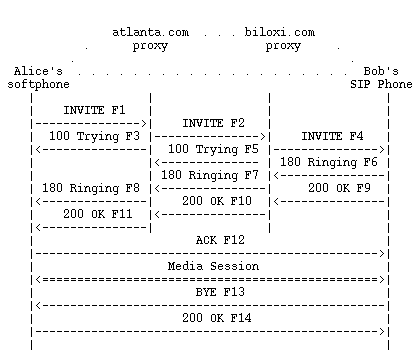 atlanta.com . . . biloxi.com
proxy proxy
Alice's . . . . . . . . . . . . . . . . . . . . Bob's
softphone SIP Phone
INVITE F1
INVITE F2
100 Trying F3 INVITE F4
100 Trying F5
180 Ringing F6
180 Ringing F7
180 Ringing F8 200 OK F9
200 OK F10
200 OK F11
ACK F12
Media Session
BYE F13
200 OK F14